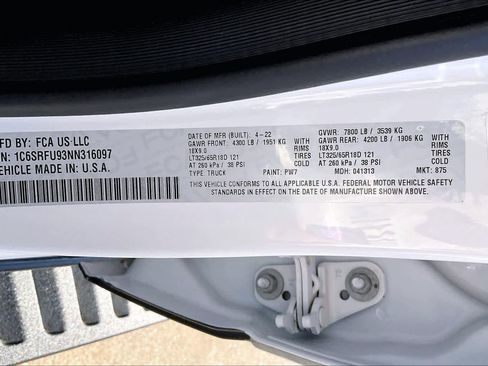 MFD BY: FCA US LLC
1C6SRFU93NN316097
VEHICLE MADE IN: U.S.A.
DATE OF MFR (BUILT): 4-22
GAWR FRONT: 4300 LB / 1951 KG WITH
18X9.0 RIMS
LT325/65R18D 121 TIRES
AT 260 kPa / 38 PSI COLD
TYPE: TRUCK PAINT: PW7
GVWR: 7800 LB / 3539 KG
GAWR REAR: 4200 LB / 1906 KG WITH
18X9.0 RIMS
LT325/65R18D 121 TIRES
AT 260 kPa / 38 PSI COLD
MDH: 041313 MKT: 875
THIS VEHICLE CONFORMS TO ALL APPLICABLE U.S.A. FEDERAL MOTOR VEHICLE SAFETY
STANDARDS IN EFFECT ON THE DATE OF MANUFACTURE SHOWN ABOVE.